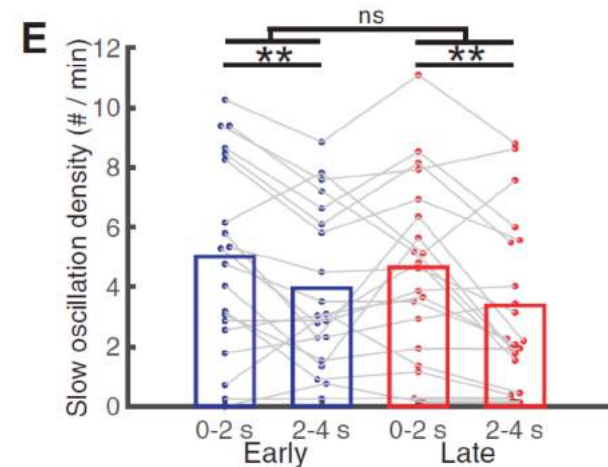 E
ns
** **
Slow oscillation density (# / min)
12
10
8
6
4
2
0
0-2 s 2-4 s 0-2 s 2-4 s
Early Late